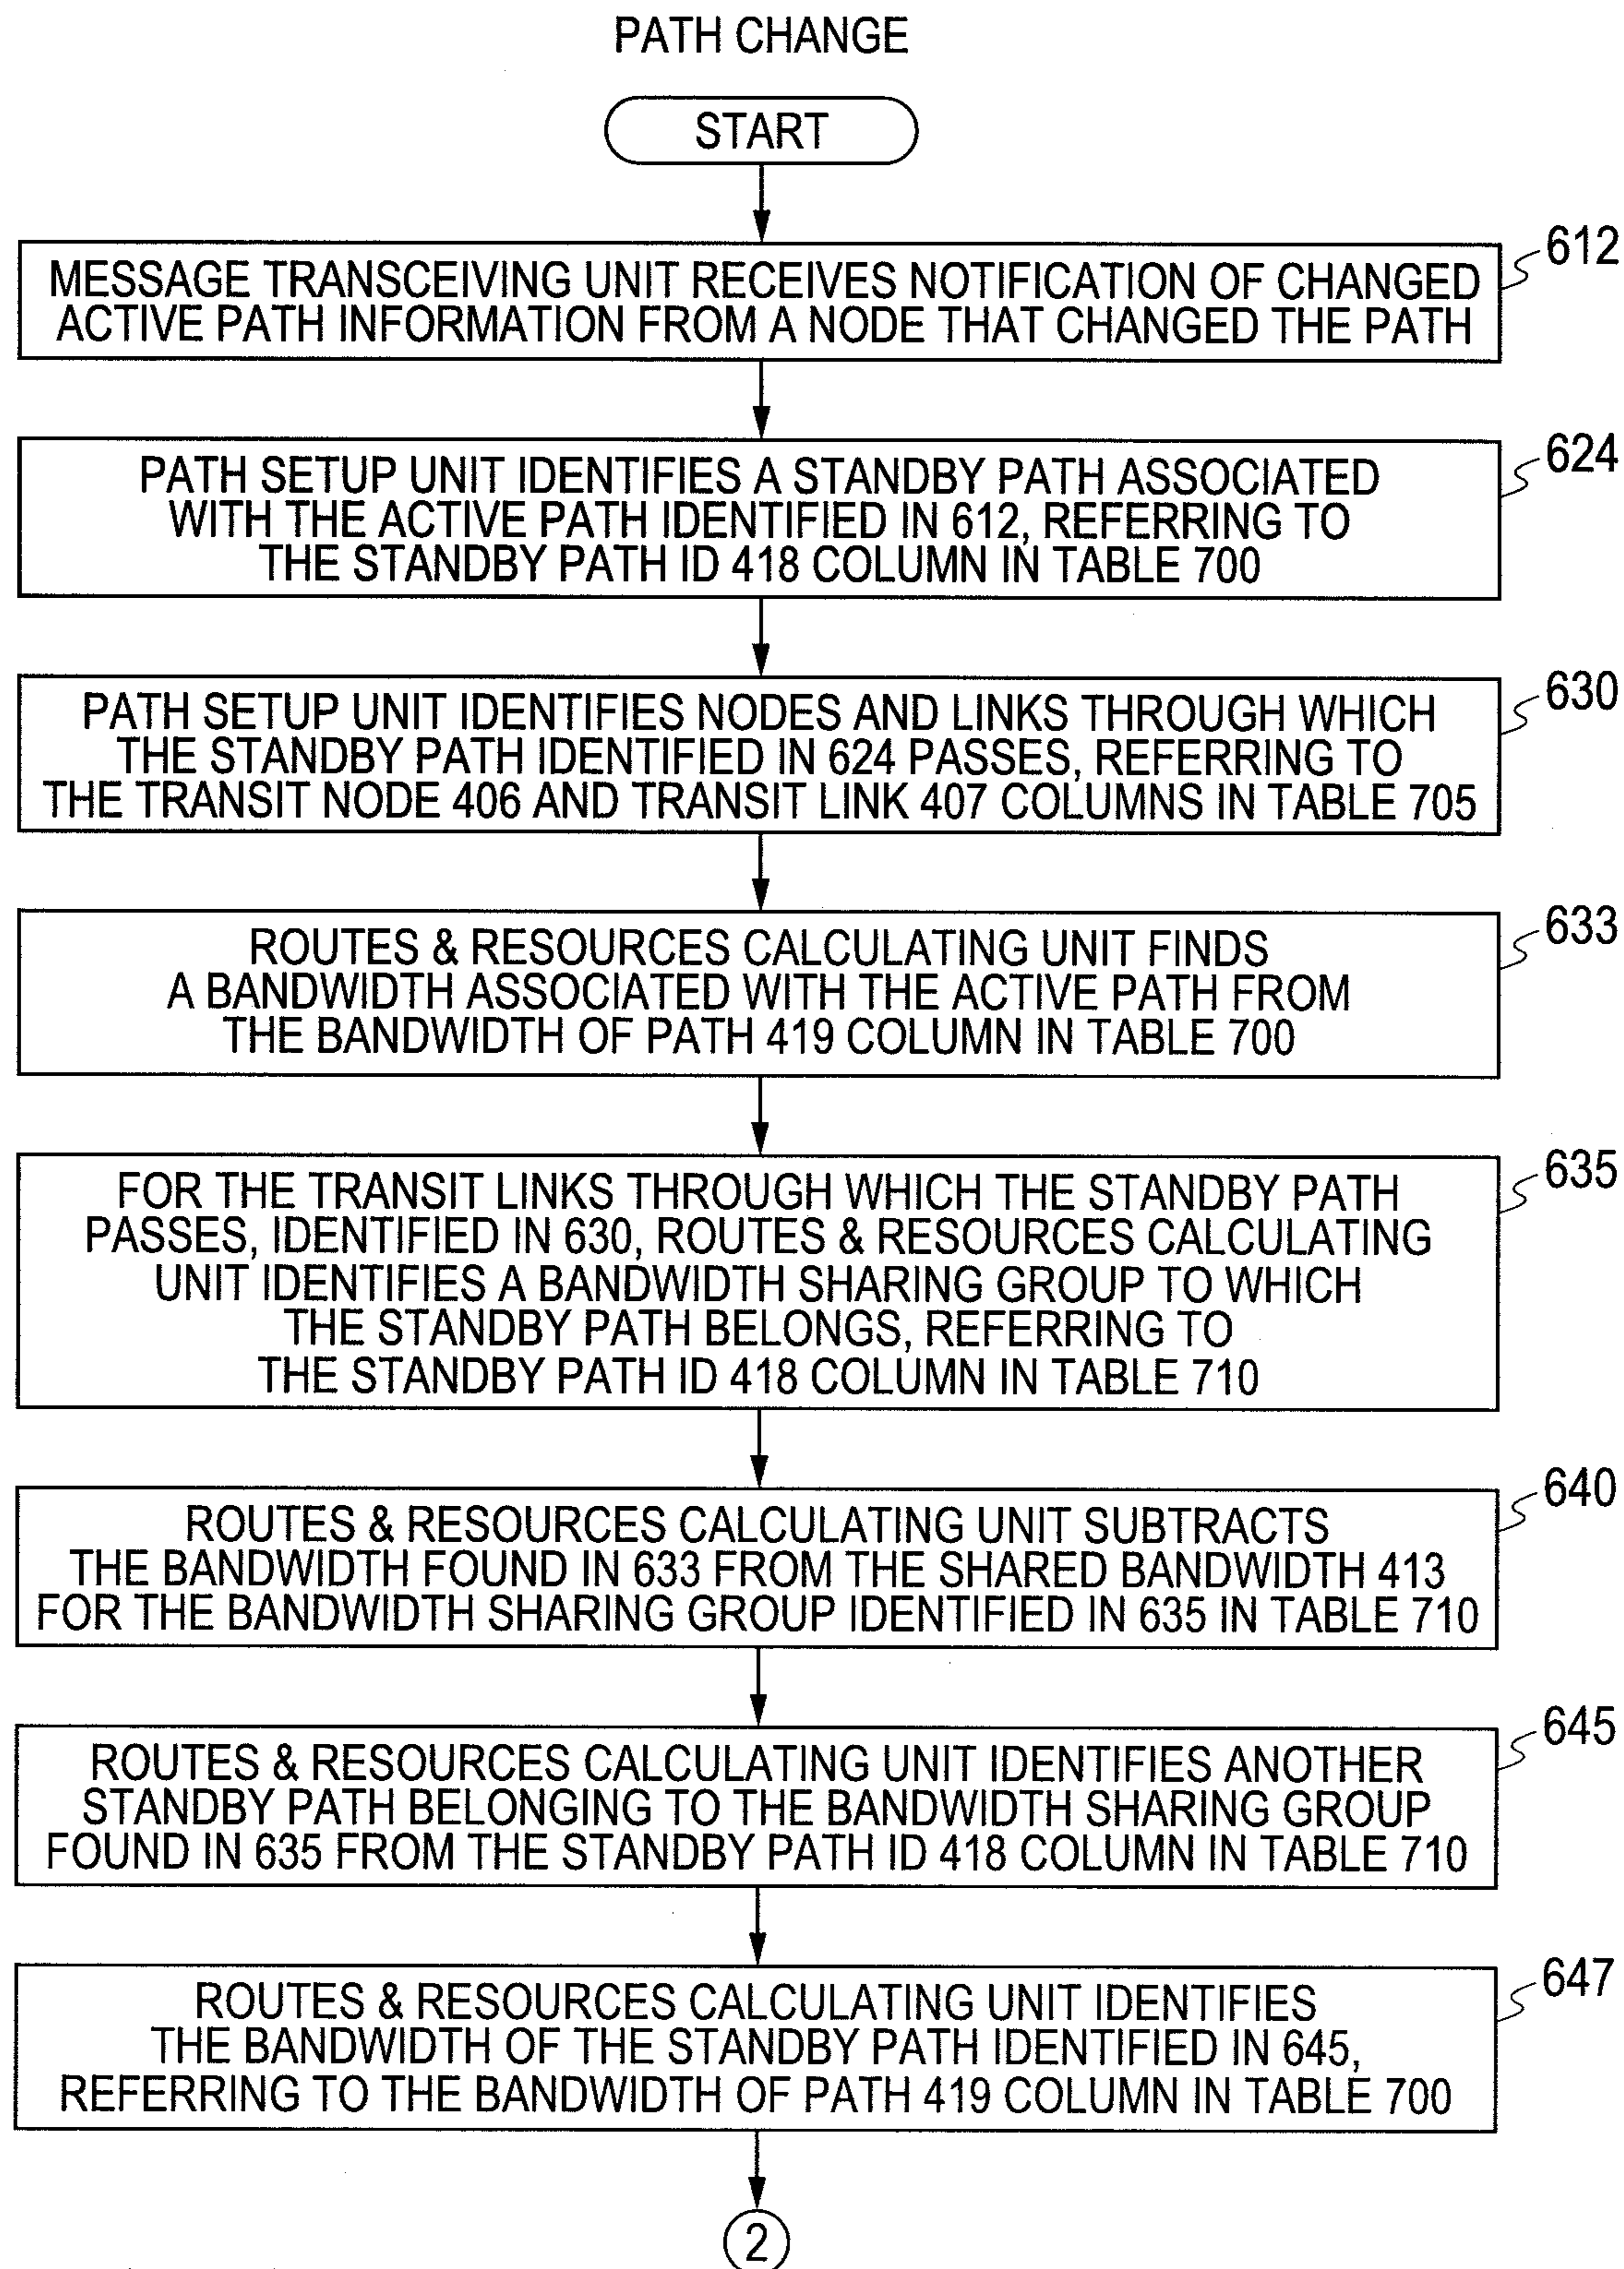 PATH CHANGE
START
612
MESSAGE TRANSCEIVING UNIT RECEIVES NOTIFICATION OF CHANGED
ACTIVE PATH INFORMATION FROM A NODE THAT CHANGED THE PATH
624
PATH SETUP UNIT IDENTIFIES A STANDBY PATH ASSOCIATED
WITH THE ACTIVE PATH IDENTIFIED IN 612, REFERRING TO
THE STANDBY PATH ID 418 COLUMN IN TABLE 700
630
PATH SETUP UNIT IDENTIFIES NODES AND LINKS THROUGH WHICH
THE STANDBY PATH IDENTIFIED IN 624 PASSES, REFERRING TO
THE TRANSIT NODE 406 AND TRANSIT LINK 407 COLUMNS IN TABLE 705
633
ROUTES & RESOURCES CALCULATING UNIT FINDS
A BANDWIDTH ASSOCIATED WITH THE ACTIVE PATH FROM
THE BANDWIDTH OF PATH 419 COLUMN IN TABLE 700
635
FOR THE TRANSIT LINKS THROUGH WHICH THE STANDBY PATH
PASSES, IDENTIFIED IN 630, ROUTES & RESOURCES CALCULATING
UNIT IDENTIFIES A BANDWIDTH SHARING GROUP TO WHICH
THE STANDBY PATH BELONGS, REFERRING TO
THE STANDBY PATH ID 418 COLUMN IN TABLE 710
640
ROUTES & RESOURCES CALCULATING UNIT SUBTRACTS
THE BANDWIDTH FOUND IN 633 FROM THE SHARED BANDWIDTH 413
FOR THE BANDWIDTH SHARING GROUP IDENTIFIED IN 635 IN TABLE 710
645
ROUTES & RESOURCES CALCULATING UNIT IDENTIFIES ANOTHER
STANDBY PATH BELONGING TO THE BANDWIDTH SHARING GROUP
FOUND IN 635 FROM THE STANDBY PATH ID 418 COLUMN IN TABLE 710
647
ROUTES & RESOURCES CALCULATING UNIT IDENTIFIES
THE BANDWIDTH OF THE STANDBY PATH IDENTIFIED IN 645,
REFERRING TO THE BANDWIDTH OF PATH 419 COLUMN IN TABLE 700
2